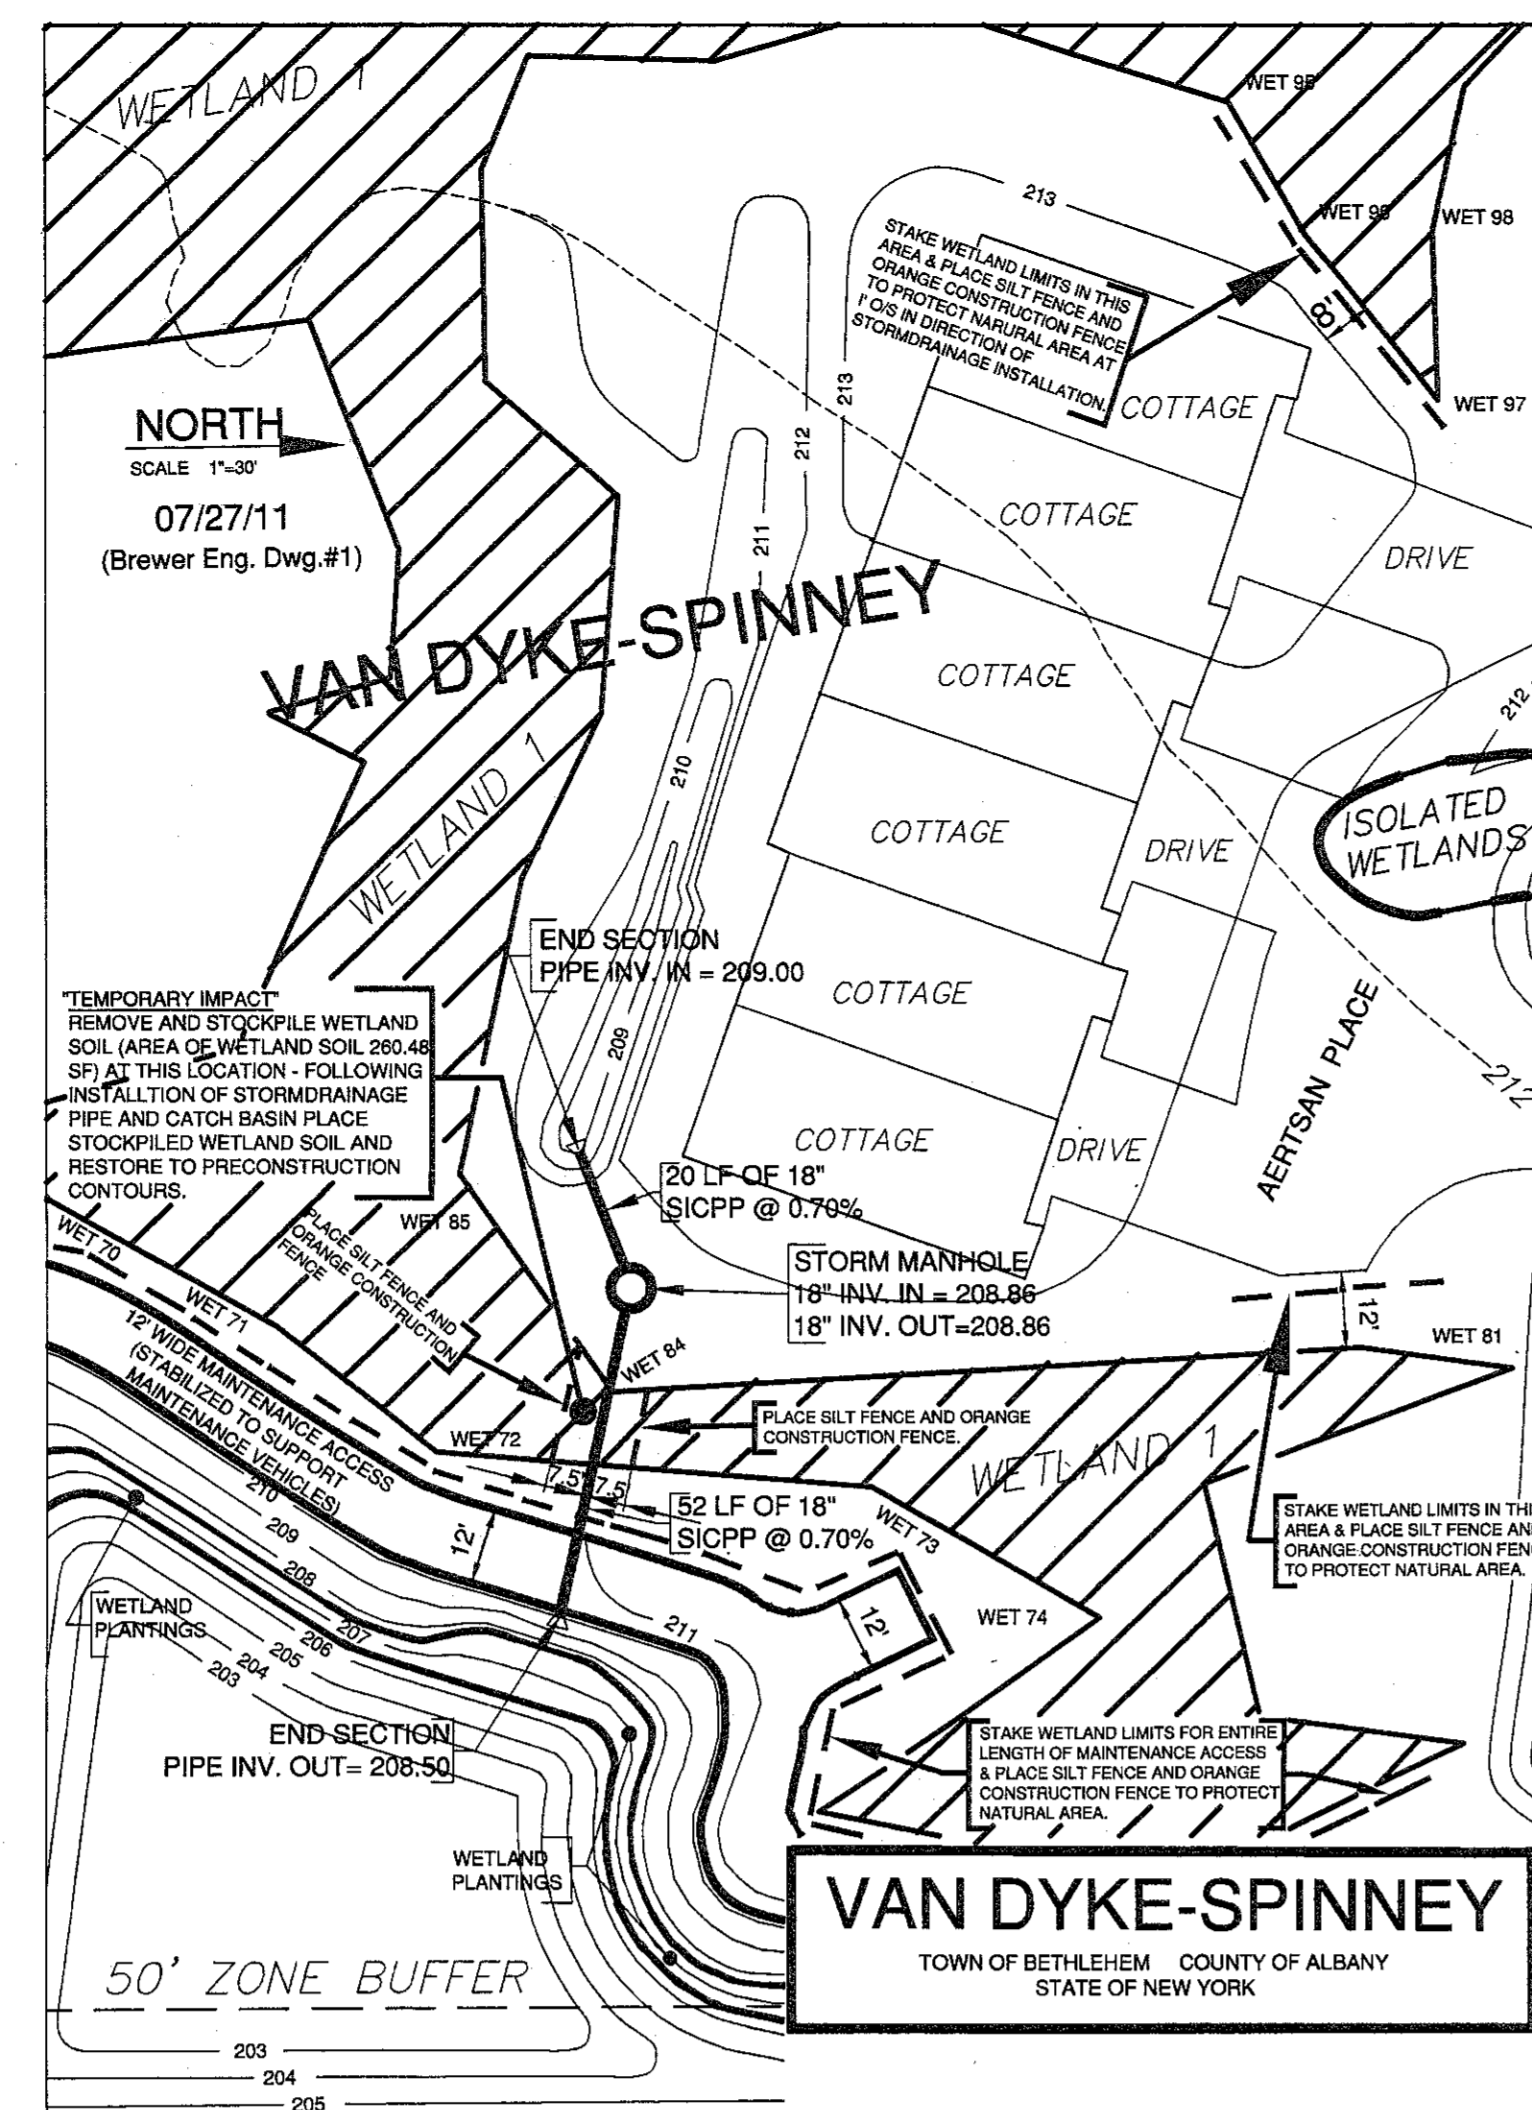 WETLAND 1
WET 95
WET 96
WET 98
WET 97
213
STAKE WETLAND LIMITS IN THIS
AREA & PLACE SILT FENCE AND
ORANGE CONSTRUCTION FENCE
TO PROTECT NARURAL AREA AT
1' O/S IN DIRECTION OF
STORMDRAINAGE INSTALLATION.
8'
NORTH
SCALE 1"=30'
07/27/11
(Brewer Eng. Dwg.#1)
213
212
211
COTTAGE
COTTAGE
DRIVE
VAN DYKE-SPINNEY
COTTAGE
212
210
WETLAND 1
COTTAGE
DRIVE
ISOLATED
WETLANDS
END SECTION
PIPE INV. IN = 209.00
COTTAGE
209
AERTSAN PLACE
212
"TEMPORARY IMPACT"
REMOVE AND STOCKPILE WETLAND
SOIL (AREA OF WETLAND SOIL 260.48
SF) AT THIS LOCATION - FOLLOWING
INSTALLTION OF STORMDRAINAGE
PIPE AND CATCH BASIN PLACE
STOCKPILED WETLAND SOIL AND
RESTORE TO PRECONSTRUCTION
CONTOURS.
COTTAGE
DRIVE
20 LF OF 18"
SICPP @ 0.70%
WET 85
WET 70
PLACE SILT FENCE AND
ORANGE CONSTRUCTION
FENCE
STORM MANHOLE
18" INV. IN = 208.86
18" INV. OUT=208.86
WET 71
12'
WET 81
WET 84
12' WIDE MAINTENANCE ACCESS
(STABILIZED TO SUPPORT
MAINTENANCE VEHICLES)
WET 72
PLACE SILT FENCE AND ORANGE
CONSTRUCTION FENCE.
WETLAND 1
7.5'
7.5
52 LF OF 18"
SICPP @ 0.70%
WET 73
STAKE WETLAND LIMITS IN THI
AREA & PLACE SILT FENCE AN
ORANGE CONSTRUCTION FEN
TO PROTECT NATURAL AREA.
12'
210
209
208
207
206
205
204
203
WETLAND
PLANTINGS
211
12'
WET 74
END SECTION
PIPE INV. OUT= 208.50
STAKE WETLAND LIMITS FOR ENTIRE
LENGTH OF MAINTENANCE ACCESS
& PLACE SILT FENCE AND ORANGE
CONSTRUCTION FENCE TO PROTECT
NATURAL AREA.
WETLAND
PLANTINGS
VAN DYKE-SPINNEY
TOWN OF BETHLEHEM COUNTY OF ALBANY
STATE OF NEW YORK
50' ZONE BUFFER
203
204
205